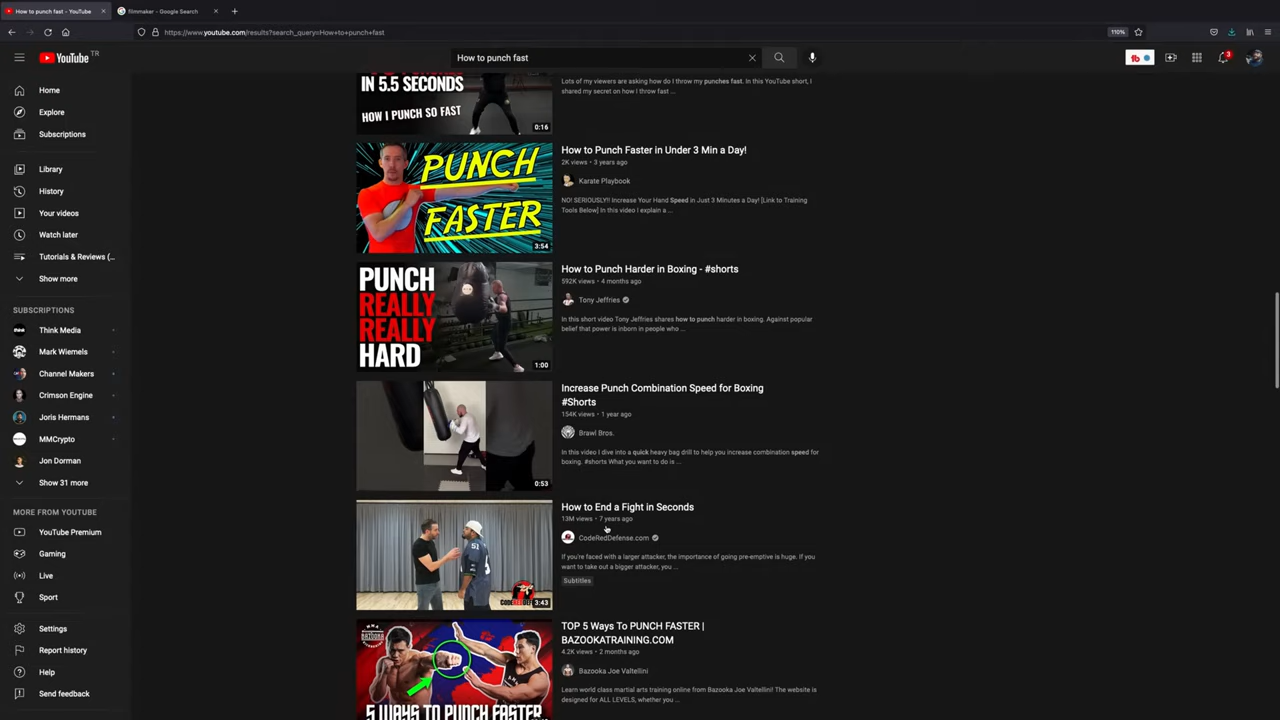 How to punch fast - YouTube
filmmaker - Google Search
https://www.youtube.com/results?search_query=How+to+punch+fast
110%
YouTube TR
How to punch fast
3
Home
Explore
Subscriptions
Library
History
Your videos
Watch later
Tutorials & Reviews (...
Show more
SUBSCRIPTIONS
Think Media
Mark Wiemels
Channel Makers
Crimson Engine
Joris Hermans
MMCrypto
Jon Dorman
Show 31 more
MORE FROM YOUTUBE
YouTube Premium
Gaming
Live
Sport
Settings
Report history
Help
Send feedback
IN 5.5 SECONDS
HOW I PUNCH SO FAST
0:16
Lots of my viewers are asking how do I throw my punches fast. In this YouTube short, i
shared my secret on how I throw fast ...
PUNCH
FASTER
3:54
How to Punch Faster in Under 3 Min a Day!
2K views • 3 years ago
Karate Playbook
NO! SERIOUSLY!! Increase Your Hand Speed in Just 3 Minutes a Day! [Link to Training
Tools Below] In this video I explain a ...
PUNCH
REALLY
REALLY
HARD
1:00
How to Punch Harder in Boxing - #shorts
592K views • 4 months ago
Tony Jeffries
In this short video Tony Jeffries shares how to punch harder in boxing. Against popular
belief that power is inborn in people who ...
0:53
Increase Punch Combination Speed for Boxing
#Shorts
154K views • 1 year ago
Brawl Bros.
In this video I dive into a quick heavy bag drill to help you increase combination speed for
boxing. #shorts What you want to do is ...
51
3:43
How to End a Fight in Seconds
13M views • 7 years ago
CodeRedDefense.com
If you're faced with a larger attacker, the importance of going pre-emptive is huge. If you
want to take out a bigger attacker, you ...
Subtitles
BAZOOKA
5 WAYS TO PUNCH FASTER
TOP 5 Ways To PUNCH FASTER |
BAZOOKATRAINING.COM
4.2K views • 2 months ago
Bazooka Joe Valtellini
Learn world class martial arts training online from Bazooka Joe Valtellini! The website is
designed for ALL LEVELS, whether you ...